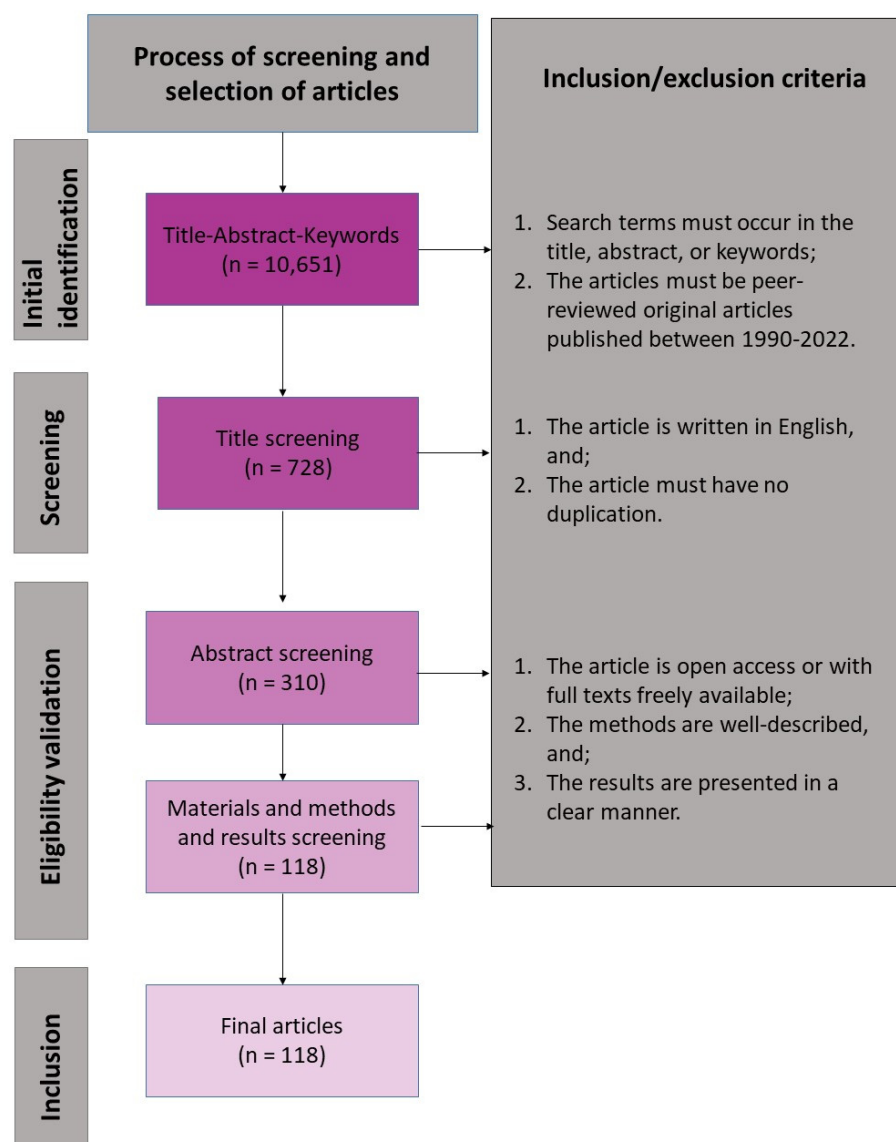 Process of screening and
selection of articles
Inclusion/exclusion criteria
Initial
identification
Title-Abstract-Keywords
(n = 10,651)
1. Search terms must occur in the
title, abstract, or keywords;
2. The articles must be peer-
reviewed original articles
published between 1990-2022.
Screening
Title screening
(n = 728)
1. The article is written in English,
and;
2. The article must have no
duplication.
Eligibility validation
Abstract screening
(n = 310)
Materials and methods
and results screening
(n = 118)
1. The article is open access or with
full texts freely available;
2. The methods are well-described,
and;
3. The results are presented in a
clear manner.
Inclusion
Final articles
(n = 118)